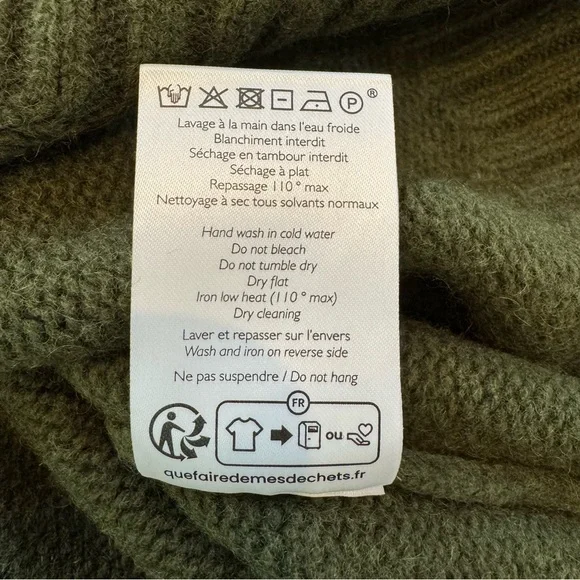 P ®
Lavage à la main dans l'eau froide
Blanchiment interdit
Séchage en tambour interdit
Séchage à plat
Repassage 110° max
Nettoyage à sec tous solvants normaux
Hand wash in cold water
Do not bleach
Do not tumble dry
Dry flat
Iron low heat (110° max)
Dry cleaning
Laver et repasser sur l'envers
Wash and iron on reverse side
Ne pas suspendre / Do not hang
FR
ou
quefairedemesdechets.fr